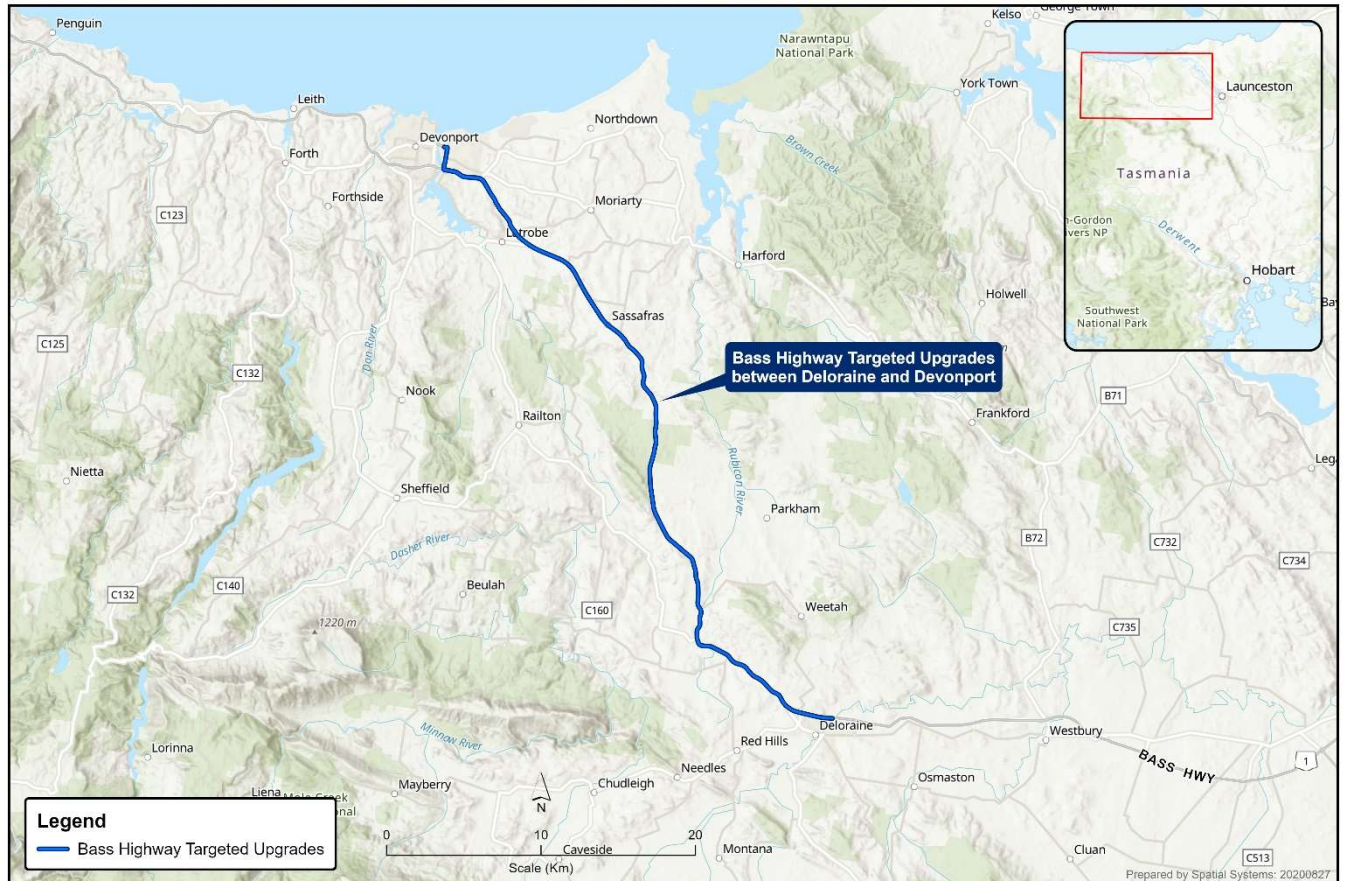 Penguin
Kelso
George Town
Narawntapu
National Park
York Town
Leith
Northdown
Devonport
Brown Creek
Forth
Forthside
Moriarty
C123
Latrobe
Harford
Holwell
Sassafras
C125
Don River
C132
Bass Highway Targeted Upgrades
between Deloraine and Devonport
Nook
B71
Railton
Frankford
Nietta
Rubicon River
Sheffield
Parkham
Dasher River
B72
C732
C734
C140
Beulah
C132
C160
Weetah
1220 m
C735
Deloraine
Westbury
Minnow River
Red Hills
BASS HWY
1
Lorinna
Needles
Osmaston
Mayberry
Chudleigh
Liena
N
Legend
Bass Highway Targeted Upgrades
0 10 20
Scale (Km)
Caveside
Montana
Cluan
C513
Prepared by Spatial Systems: 20200827
Launceston
Tasmania
Derwent
Hobart
Southwest
National Park